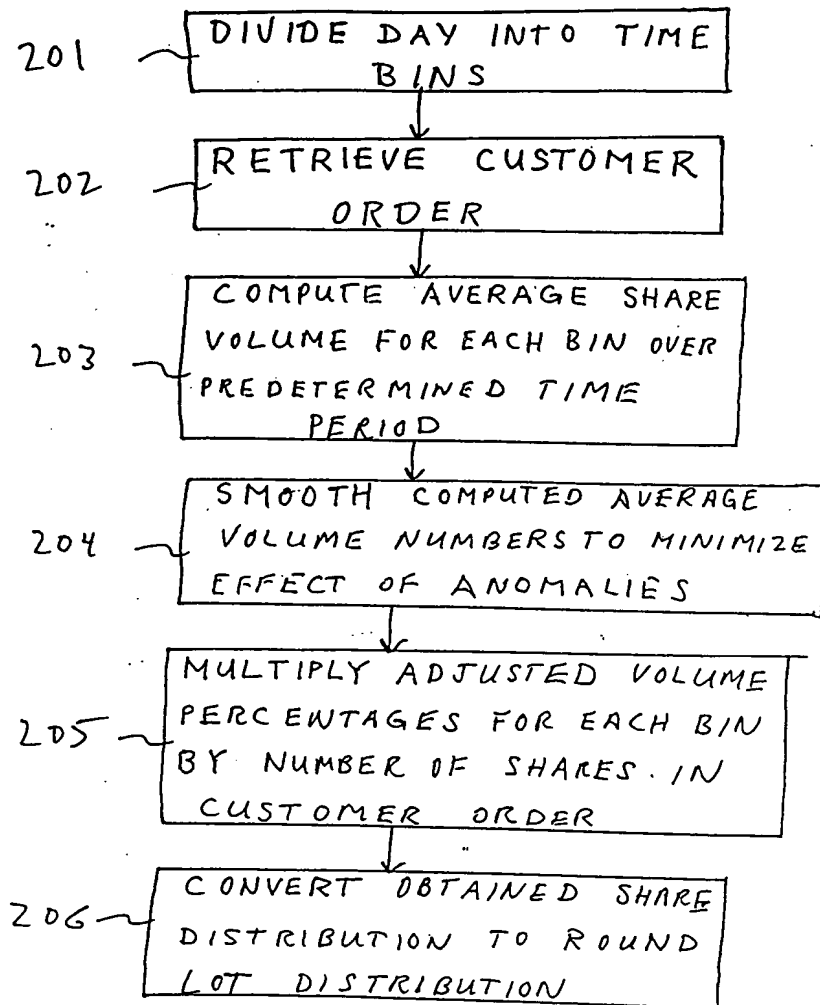 201
DIVIDE DAY INTO TIME
BINS
202
RETRIEVE CUSTOMER
ORDER
203
COMPUTE AVERAGE SHARE
VOLUME FOR EACH BIN OVER
PREDETERMINED TIME
PERIOD
204
SMOOTH COMPUTED AVERAGE
VOLUME NUMBERS TO MINIMIZE
EFFECT OF ANOMALIES
205
MULTIPLY ADJUSTED VOLUME
PERCENTAGES FOR EACH BIN
BY NUMBER OF SHARES. IN
CUSTOMER ORDER
206
CONVERT OBTAINED SHARE
DISTRIBUTION TO ROUND
LOT DISTRIBUTION